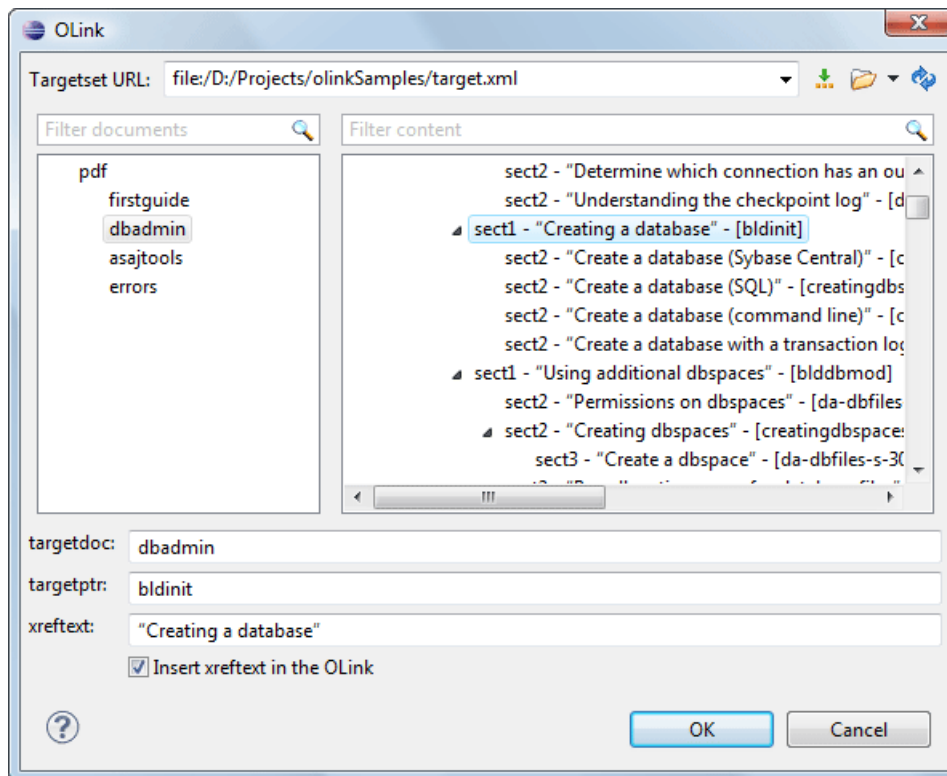 OLink
Targetset URL: file:/D:/Projects/olinkSamples/target.xml
Filter documents
Filter content
pdf
firstguide
dbadmin
asajtools
errors
sect2 - "Determine which connection has an ou
sect2 - "Understanding the checkpoint log" - [d
sect1 - "Creating a database" - [bldinit]
sect2 - "Create a database (Sybase Central)" - [c
sect2 - "Create a database (SQL)" - [creatingdbs
sect2 - "Create a database (command line)" - [c
sect2 - "Create a database with a transaction log
sect1 - "Using additional dbspaces" - [blddbmod]
sect2 - "Permissions on dbspaces" - [da-dbfiles
sect2 - "Creating dbspaces" - [creatingdbspaces
sect3 - "Create a dbspace" - [da-dbfiles-s-30
targetdoc: dbadmin
targetptr: bldinit
xreftext: "Creating a database"
Insert xreftext in the OLink
?
OK
Cancel